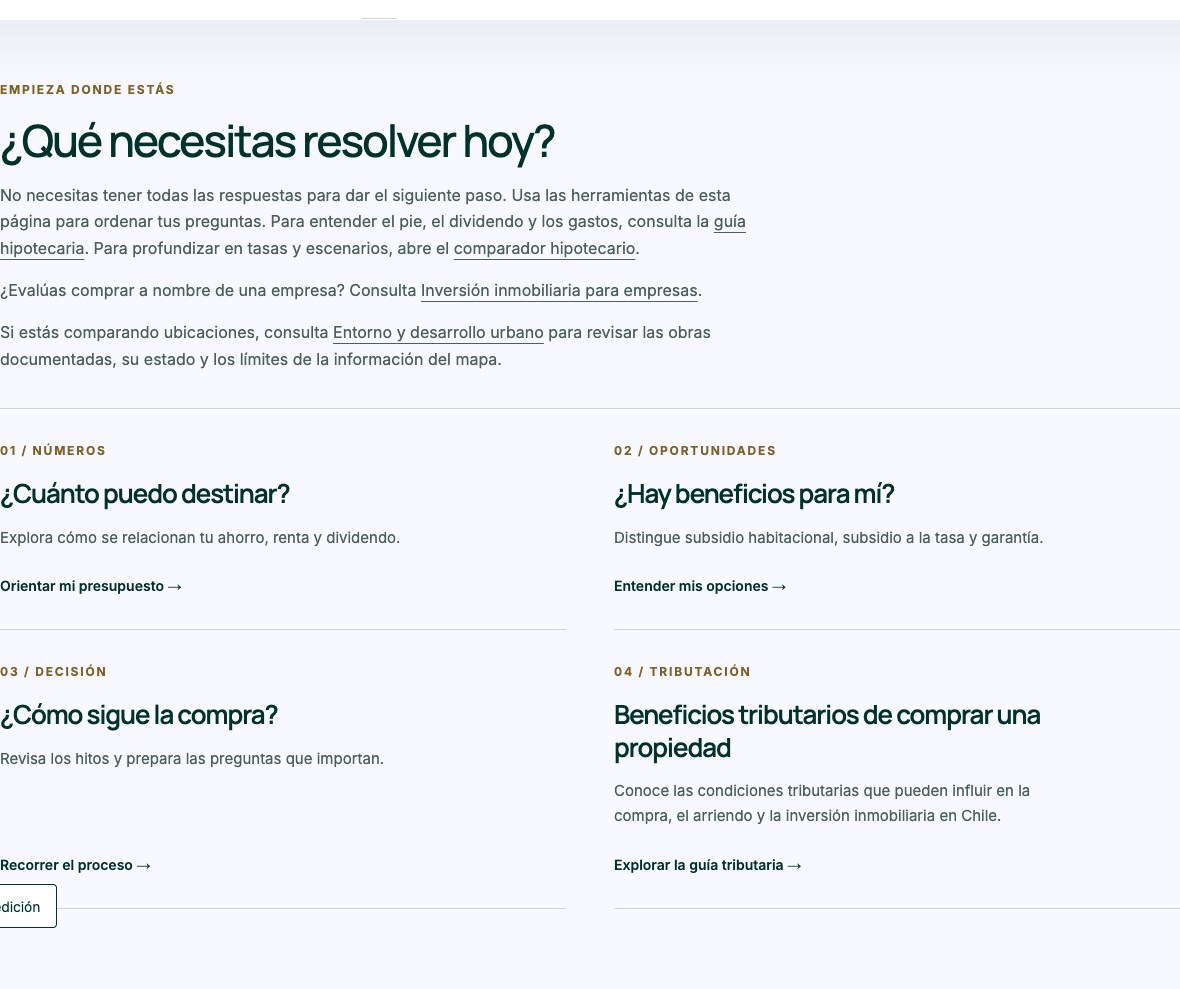 EMPIEZA DONDE ESTÁS
¿Qué necesitas resolver hoy?
No necesitas tener todas las respuestas para dar el siguiente paso. Usa las herramientas de esta
página para ordenar tus preguntas. Para entender el pie, el dividendo y los gastos, consulta la guía
hipotecaria. Para profundizar en tasas y escenarios, abre el comparador hipotecario.
¿Evalúas comprar a nombre de una empresa? Consulta Inversión inmobiliaria para empresas.
Si estás comparando ubicaciones, consulta Entorno y desarrollo urbano para revisar las obras
documentadas, su estado y los límites de la información del mapa.
01 / NÚMEROS
¿Cuánto puedo destinar?
Explora cómo se relacionan tu ahorro, renta y dividendo.
Orientar mi presupuesto →
02 / OPORTUNIDADES
¿Hay beneficios para mí?
Distingue subsidio habitacional, subsidio a la tasa y garantía.
Entender mis opciones →
03 / DECISIÓN
¿Cómo sigue la compra?
Revisa los hitos y prepara las preguntas que importan.
Recorrer el proceso →
04 / TRIBUTACIÓN
Beneficios tributarios de comprar una
propiedad
Conoce las condiciones tributarias que pueden influir en la
compra, el arriendo y la inversión inmobiliaria en Chile.
Explorar la guía tributaria →
edición